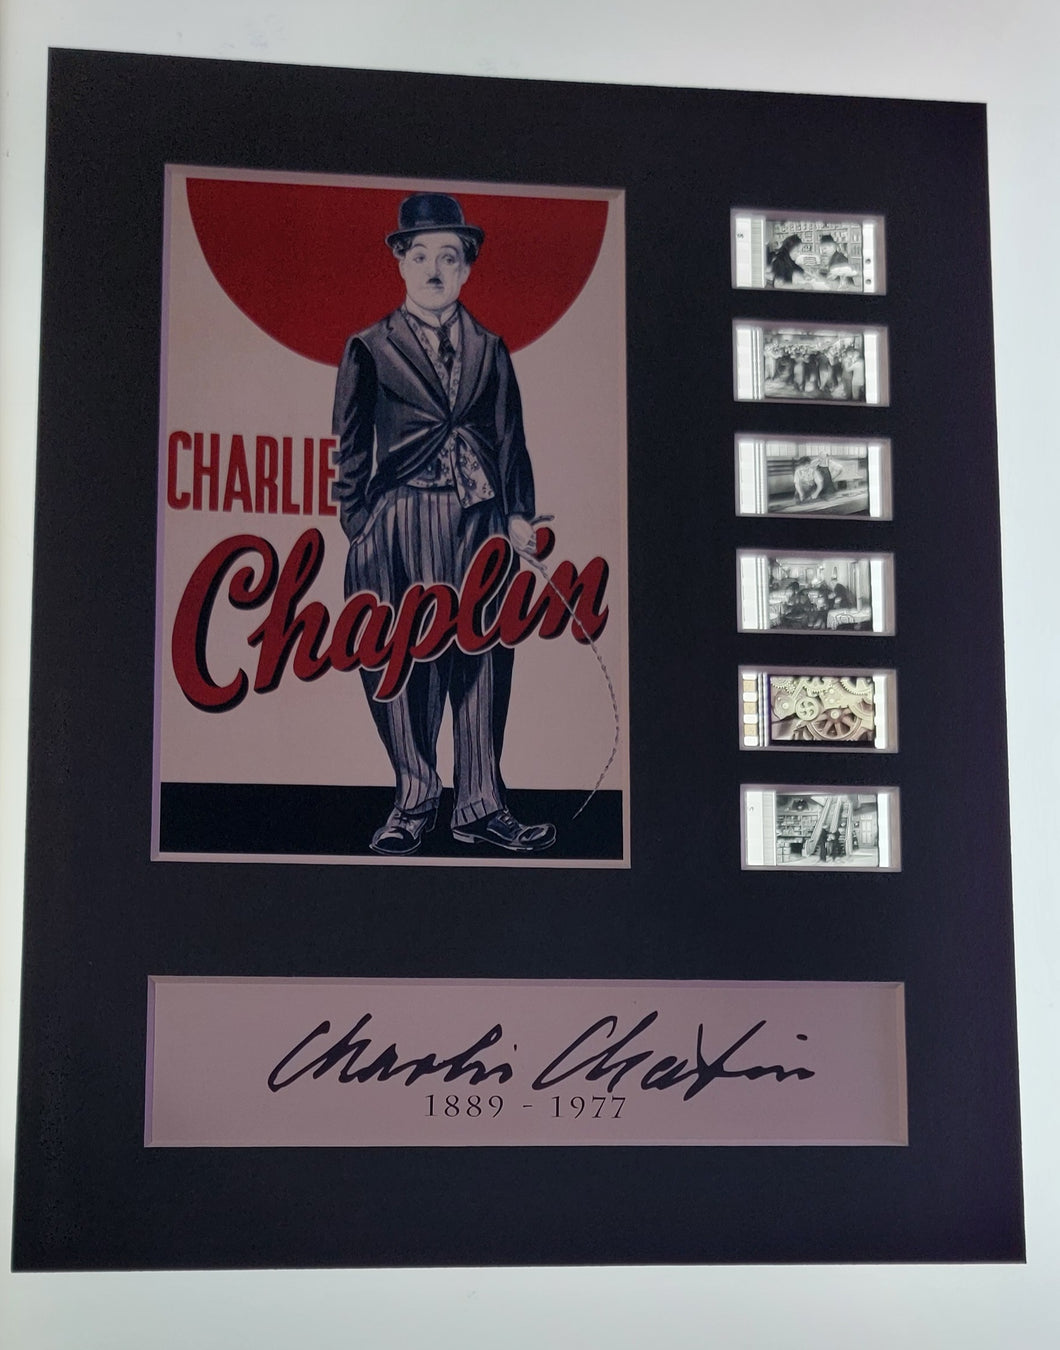 CHARLIE
Chaplin
Charlie Chaplin
1889 - 1977